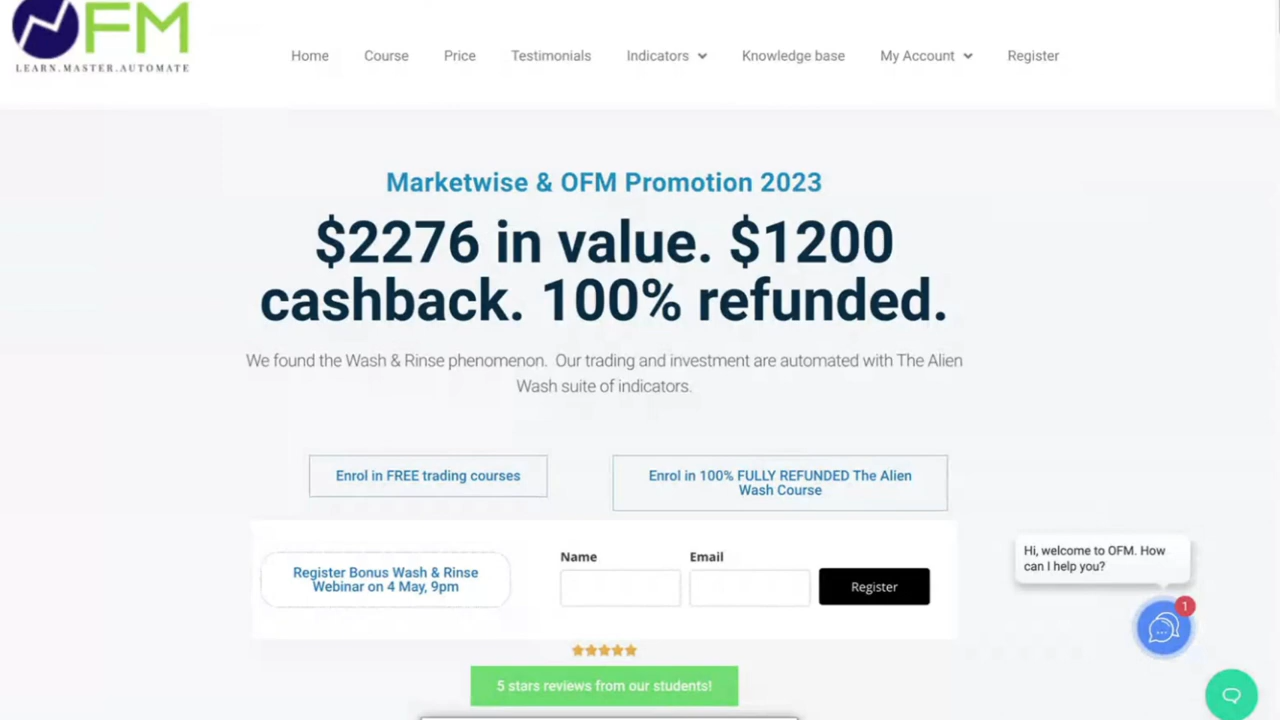 OFM
LEARN.MASTER.AUTOMATE
Home Course Price Testimonials Indicators Knowledge base My Account Register
Marketwise & OFM Promotion 2023
$2276 in value. $1200
cashback. 100% refunded.
We found the Wash & Rinse phenomenon. Our trading and investment are automated with The Alien
Wash suite of indicators.
Enrol in FREE trading courses
Enrol in 100% FULLY REFUNDED The Alien
Wash Course
Register Bonus Wash & Rinse
Webinar on 4 May, 9pm
Name Email
Register
Hi, welcome to OFM. How
can I help you?
1
5 stars reviews from our students!